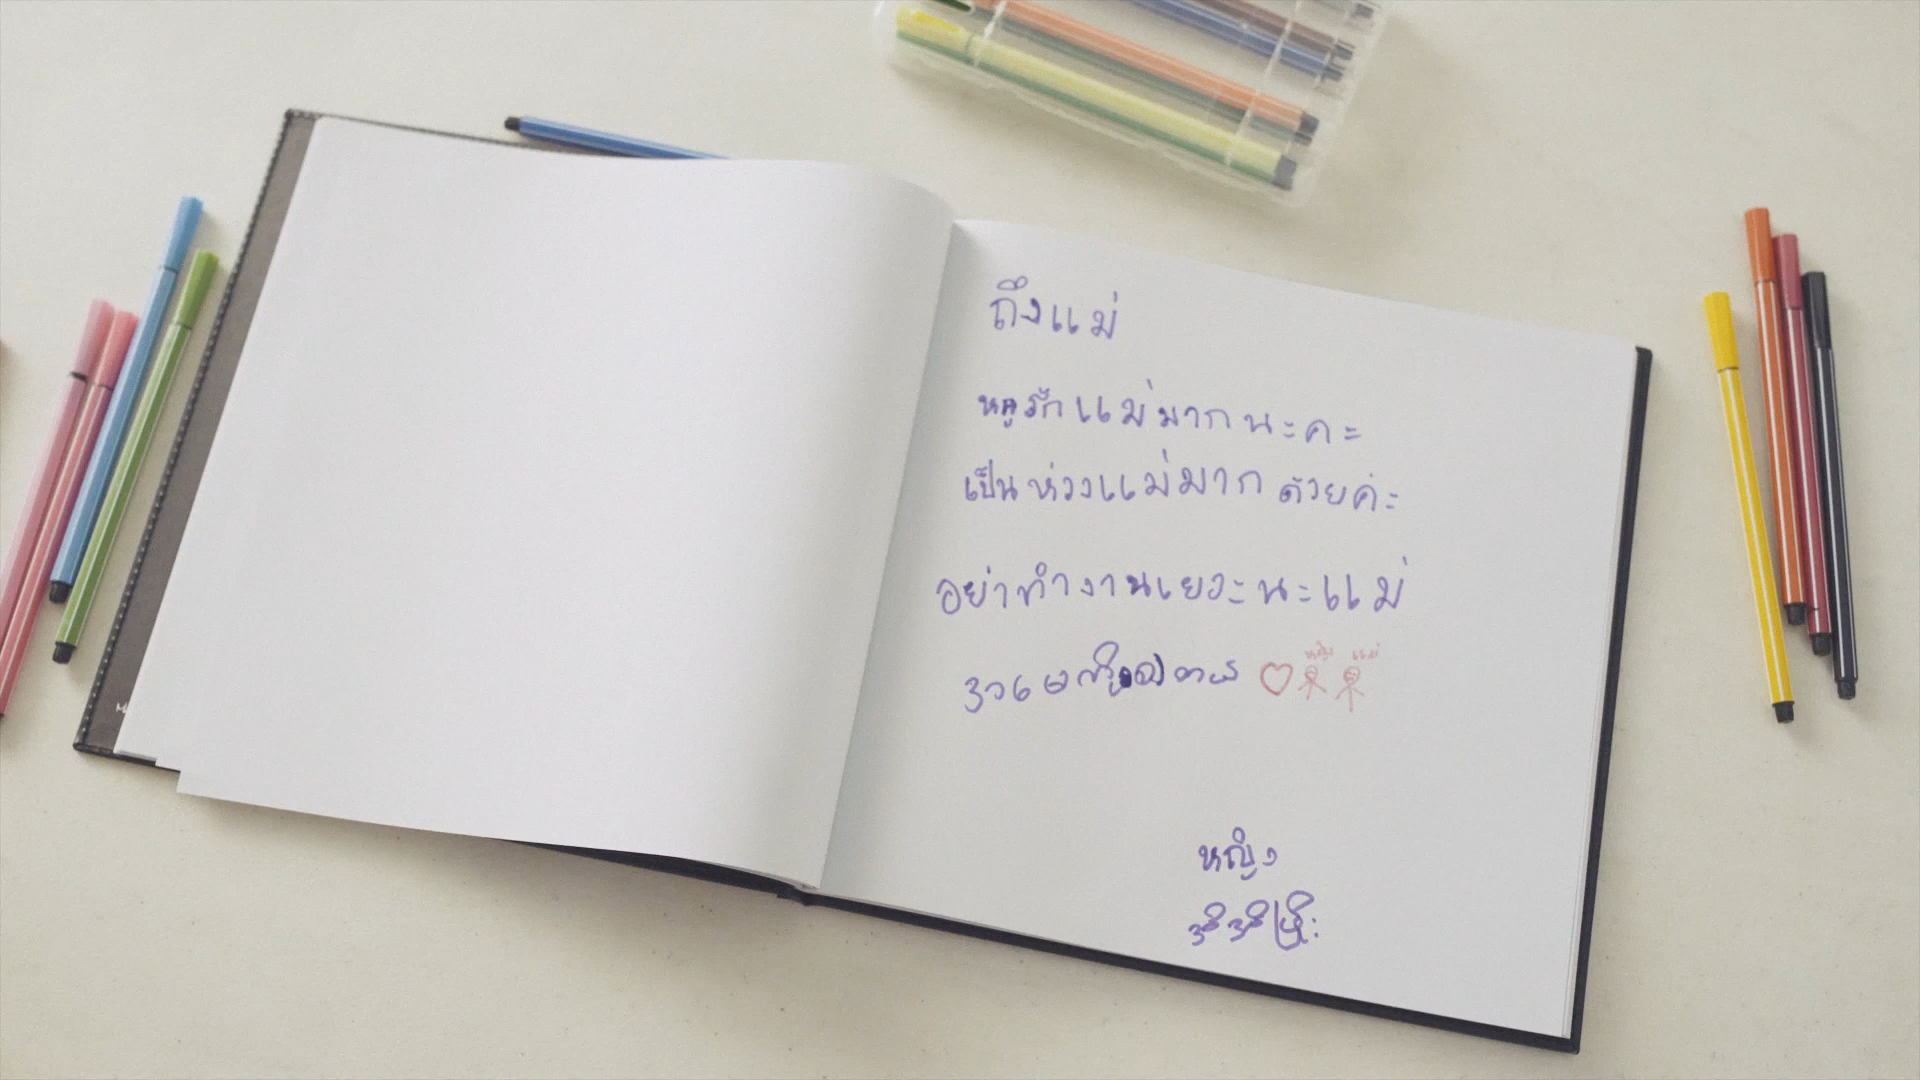 ถึงแม่
หนูรักแม่มากนะคะ
เป็นห่วงแม่มากด้วยค่ะ
อย่าทำงานเยอะนะแม่
หญิง แม่
หญิง